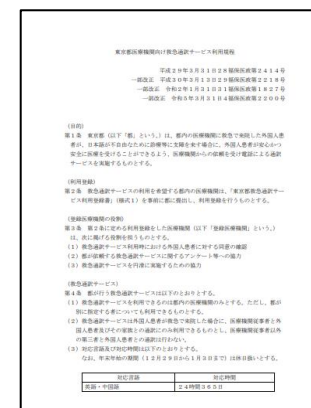 東京都医療機関向け救急通訳サービス利用規程
平成29年3月31日28福保医政第2414号
一部改正 平成30年3月13日29福保医政第2218号
一部改正 令和2年1月31日31福保医政第1827号
一部改正 令和5年3月31日4福保医政第2200号
（目的）
第1条 東京都（以下「都」という。）は、都内の医療機関に救急で来院した外国人患
者が、日本語が不自由なために診療等に支障を来す場合に、外国人患者が安心かつ
安全に医療を受けることができるよう、医療機関からの依頼を受け電話による通訳
サービスを実施するものとする。
（利用登録）
第2条 救急通訳サービスの利用を希望する都内の医療機関は、「東京都救急通訳サー
ビス利用登録書」（様式1）を事前に都に提出し、利用登録を行うものとする。
（登録医療機関の役割）
第3条 第2条に定める利用登録をした医療機関（以下「登録医療機関」という。）
は、次に掲げる役割を担うものとする。
（1）救急通訳サービス利用時における外国人患者に対する同意の確認
（2）都が依頼する救急通訳サービスに関するアンケート等への協力
（3）救急通訳サービスを円滑に実施するための協力
（救急通訳サービス）
第4条 都が行う救急通訳サービスは以下のとおりとする。
（1）救急通訳サービスを利用できるのは都内の医療機関のみとする。ただし、都が
別に指定する者についても利用できるものとする。
（2）救急通訳サービスは外国人患者が救急で来院した場合に、医療機関従事者と外
国人患者及びその家族との通訳にのみ利用できるものとし、医療機関従事者以外
の第三者と外国人患者との通訳は行わない。
（3）対応言語及び対応時間は以下のとおりとする。
なお、年末年始の期間（12月29日から1月3日まで）は休日扱いとする。
対応言語 対応時間
英語・中国語 24時間365日